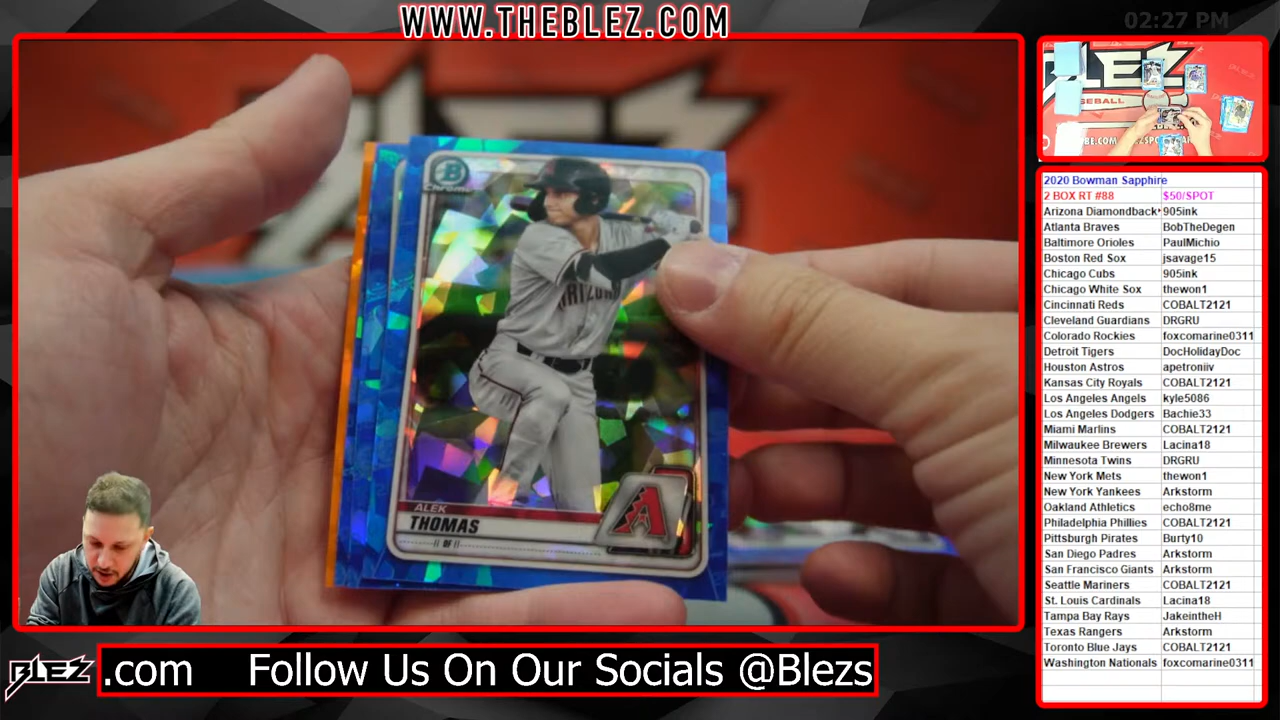 WWW.THEBLEZ.COM
02:27 PM
BLEZ
BASEBALL
B
Chrome
ARIZONA
ALEK
THOMAS
OF
A
2020 Bowman Sapphire
2 BOX RT #88 $50/SPOT
Arizona Diamondback 905ink
Atlanta Braves BobTheDegen
Baltimore Orioles PaulMichio
Boston Red Sox jsavage15
Chicago Cubs 905ink
Chicago White Sox thewon1
Cincinnati Reds COBALT2121
Cleveland Guardians DRGRU
Colorado Rockies foxcomarine0311
Detroit Tigers DocHolidayDoc
Houston Astros apetroniiv
Kansas City Royals COBALT2121
Los Angeles Angels kyle5086
Los Angeles Dodgers Bachie33
Miami Marlins COBALT2121
Milwaukee Brewers Lacina18
Minnesota Twins DRGRU
New York Mets thewon1
New York Yankees Arkstorm
Oakland Athletics echo8me
Philadelphia Phillies COBALT2121
Pittsburgh Pirates Burty10
San Diego Padres Arkstorm
San Francisco Giants Arkstorm
Seattle Mariners COBALT2121
St. Louis Cardinals Lacina18
Tampa Bay Rays JakeintheH
Texas Rangers Arkstorm
Toronto Blue Jays COBALT2121
Washington Nationals foxcomarine0311
BLEZ .com Follow Us On Our Socials @Blezs